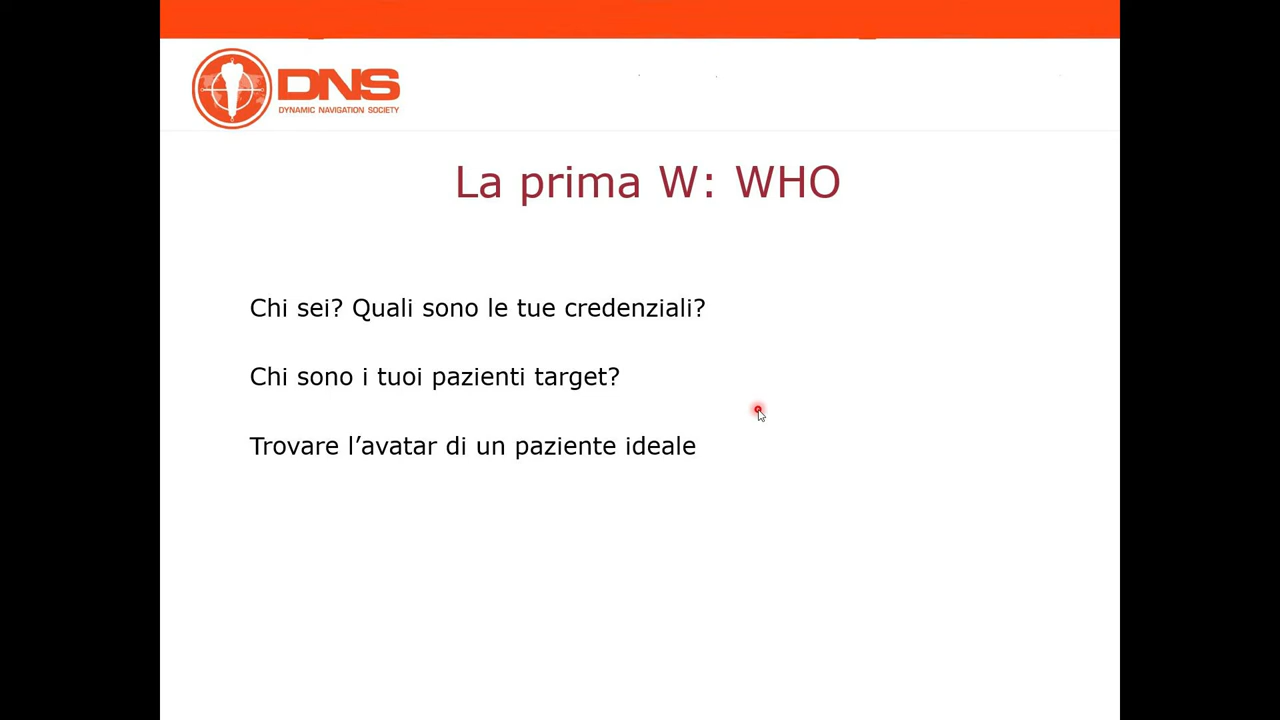 DNS
DYNAMIC NAVIGATION SOCIETY
La prima W: WHO
Chi sei? Quali sono le tue credenziali?
Chi sono i tuoi pazienti target?
Trovare l’avatar di un paziente ideale